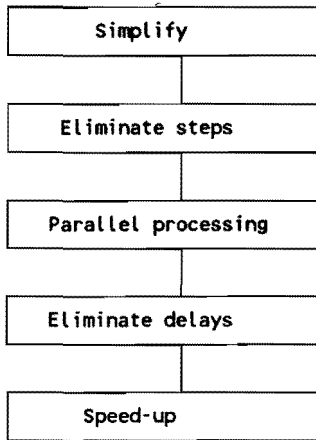 Simplify
Eliminate steps
Parallel processing
Eliminate delays
Speed-up